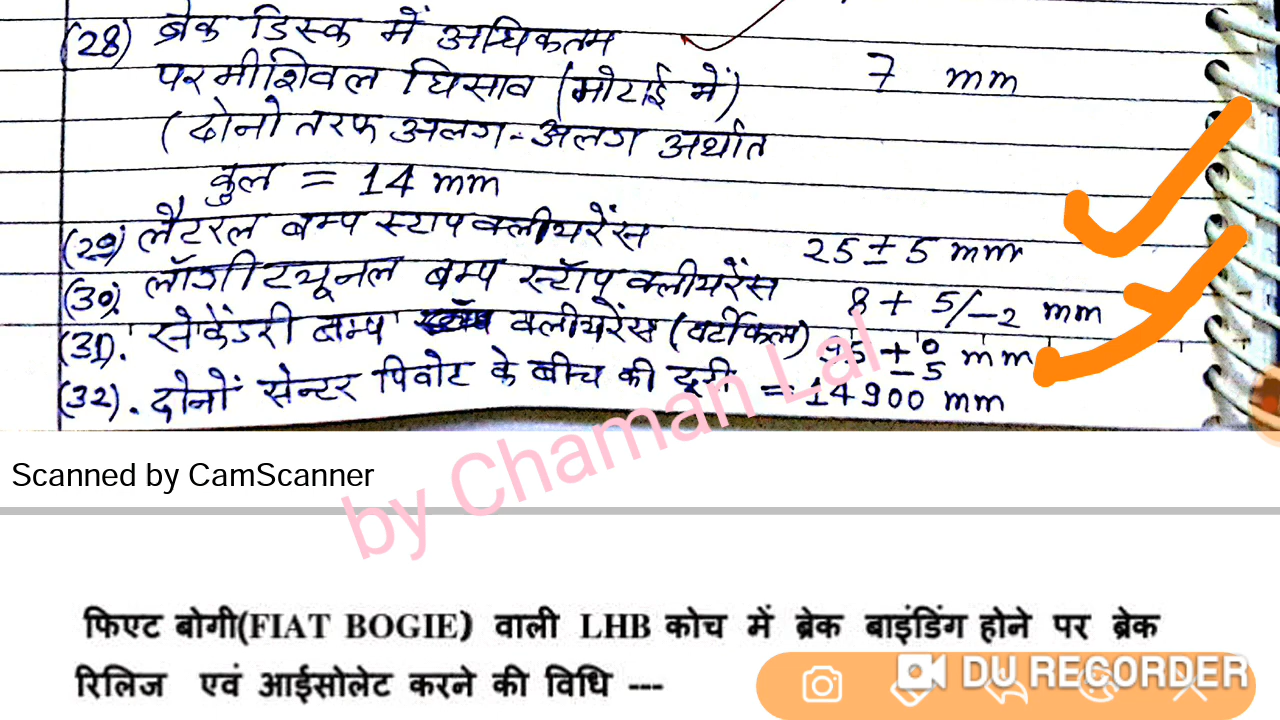 (28) ब्रेक डिस्क में अधिकतम
परमीशिवल घिसाव (मोटाई में) 7 mm
(दोनो तरफ अलग-अलग अर्थात
कुल = 14 mm
(29) लैटरल बम्प स्टाप क्लीयरेंस 25 ± 5 mm
(30) लॉगीट्यूनल बम्प स्टॉप क्लीयरेंस 8 + 5/-2 mm
(31). सेकेंडरी बम्प क्लीयरेंस (वर्टीकल) + 0 - 5 mm
(32). दोनों सेन्टर पिवोट के बीच की दूरी = 14900 mm
by Chaman Lal
Scanned by CamScanner
फिएट बोगी(FIAT BOGIE) वाली LHB कोच में ब्रेक बाइंडिंग होने पर ब्रेक
रिलिज एवं आईसोलेट करने की विधि ---
DU RECORDER